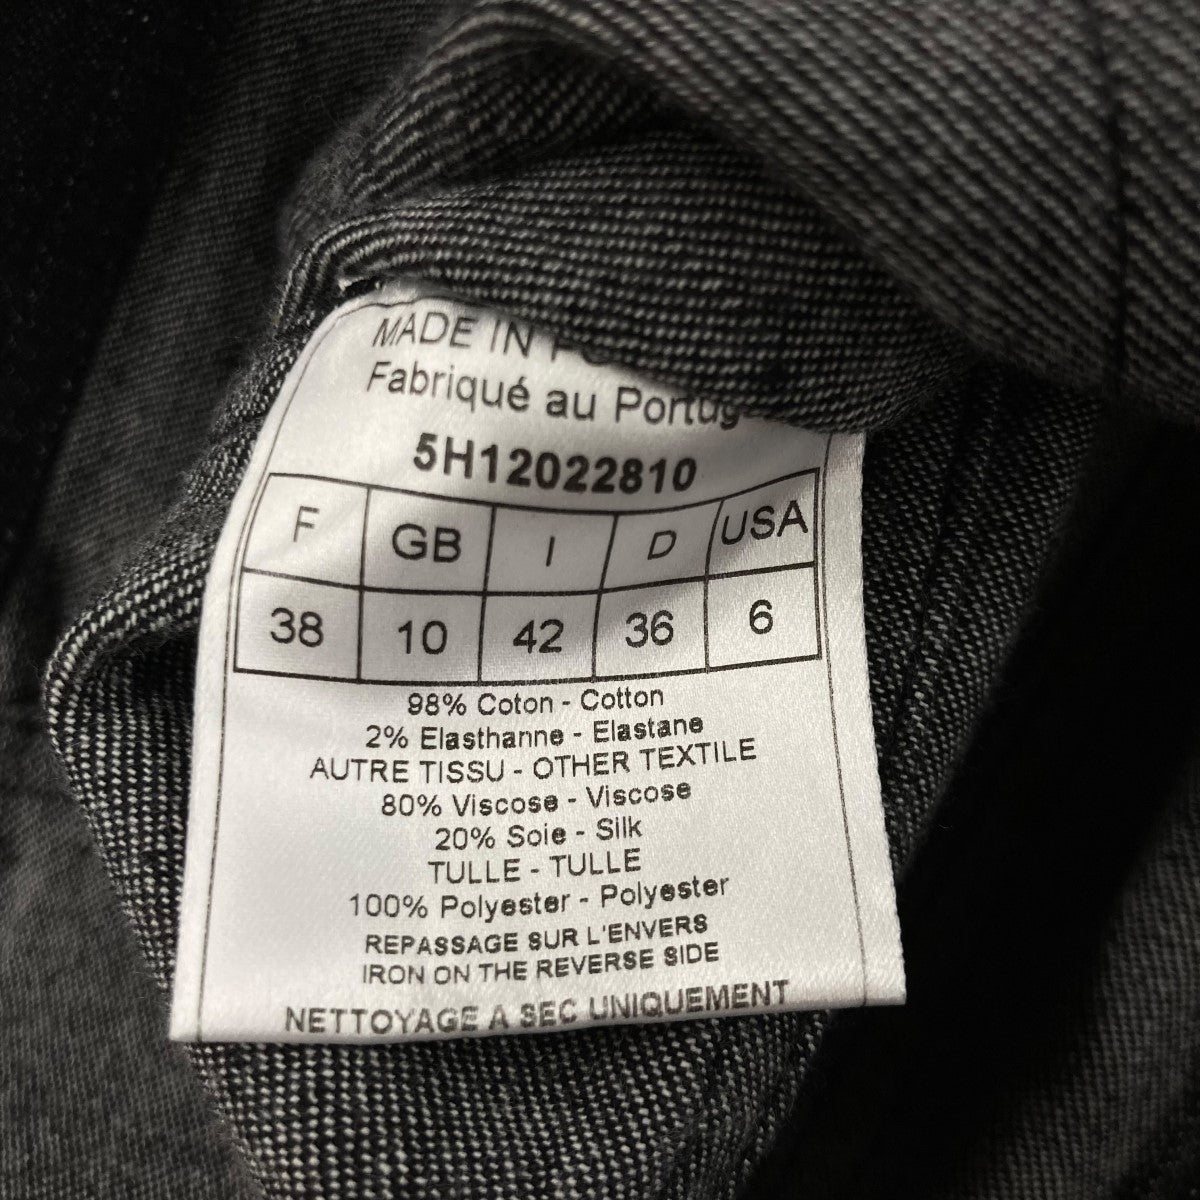 MADE IN
Fabriqué au Portug
5H12022810
F GB I D USA
38 10 42 36 6
98% Coton - Cotton
2% Elasthanne - Elastane
AUTRE TISSU - OTHER TEXTILE
80% Viscose - Viscose
20% Soie - Silk
TULLE - TULLE
100% Polyester - Polyester
REPASSAGE SUR L'ENVERS
IRON ON THE REVERSE SIDE
NETTOYAGE A SEC UNIQUEMENT